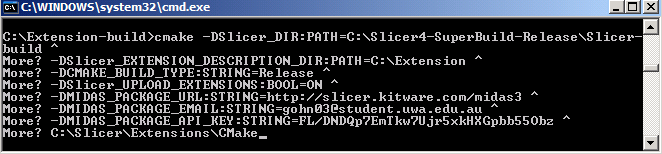 C:\WINDOWS\system32\cmd.exe
C:\Extension-build>cmake -DSlicer_DIR:PATH=C:\Slicer4-SuperBuild-Release\Slicer-
build ^
More? -DSlicer_EXTENSION_DESCRIPTION_DIR:PATH=C:\Extension ^
More? -DCMAKE_BUILD_TYPE:STRING=Release ^
More? -DSlicer_UPLOAD_EXTENSIONS:BOOL=ON ^
More? -DMIDAS_PACKAGE_URL:STRING=http://slicer.kitware.com/midas3 ^
More? -DMIDAS_PACKAGE_EMAIL:STRING=gohn03@student.uwa.edu.au ^
More? -DMIDAS_PACKAGE_API_KEY:STRING=FL/DNDQp7EmTkw7Ujr5xkHXGpbb55Obz ^
More? C:\Slicer\Extensions\CMake_